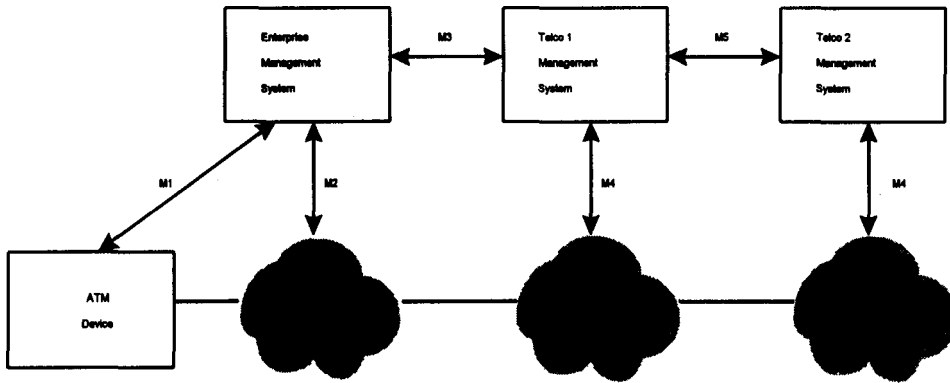 Enterprise
Management
System
M3
Telco 1
Management
System
M5
Telco 2
Management
System
M1
M2
M4
M4
ATM
Device